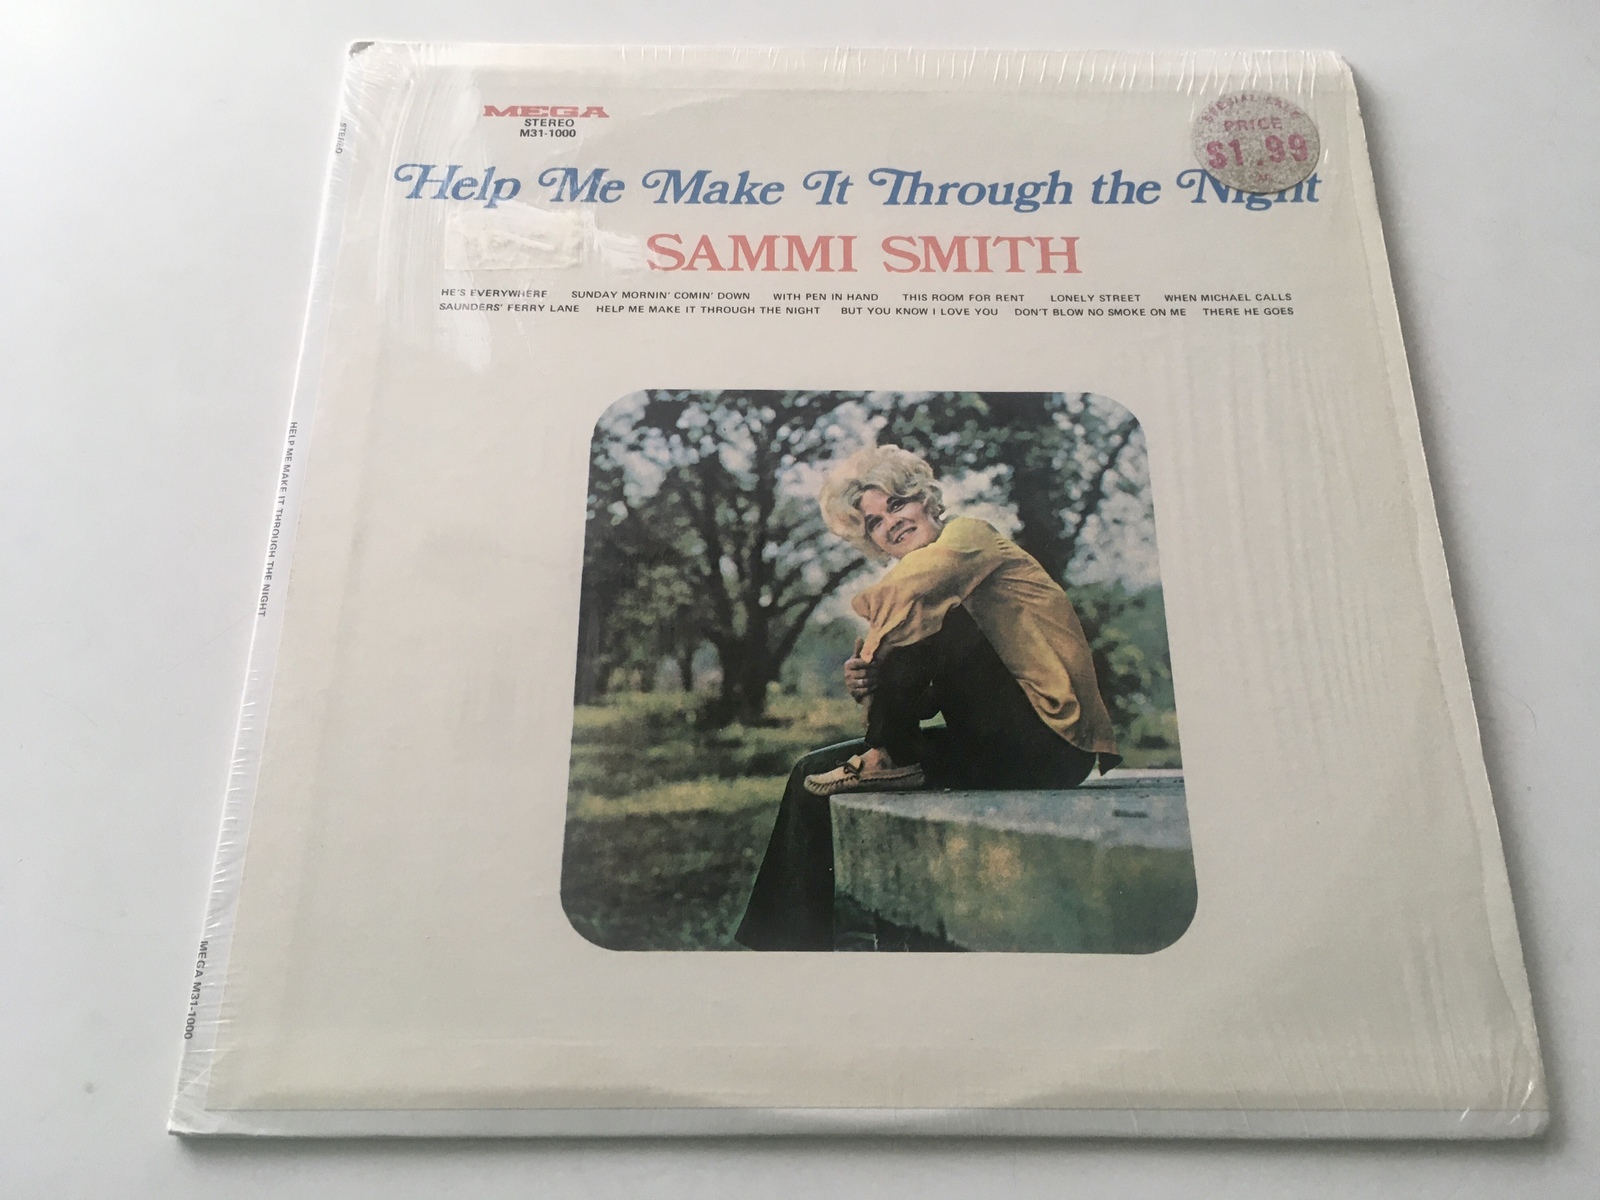 MEGA
STEREO
M31-1000
SPECIAL
PRICE
$1.99
Help Me Make It Through the Night
SAMMI SMITH
HE'S EVERYWHERE SUNDAY MORNIN' COMIN' DOWN WITH PEN IN HAND THIS ROOM FOR RENT LONELY STREET WHEN MICHAEL CALLS
SAUNDERS' FERRY LANE HELP ME MAKE IT THROUGH THE NIGHT BUT YOU KNOW I LOVE YOU DON'T BLOW NO SMOKE ON ME THERE HE GOES
STEREO
HELP ME MAKE IT THROUGH THE NIGHT
MEGA M31-1000